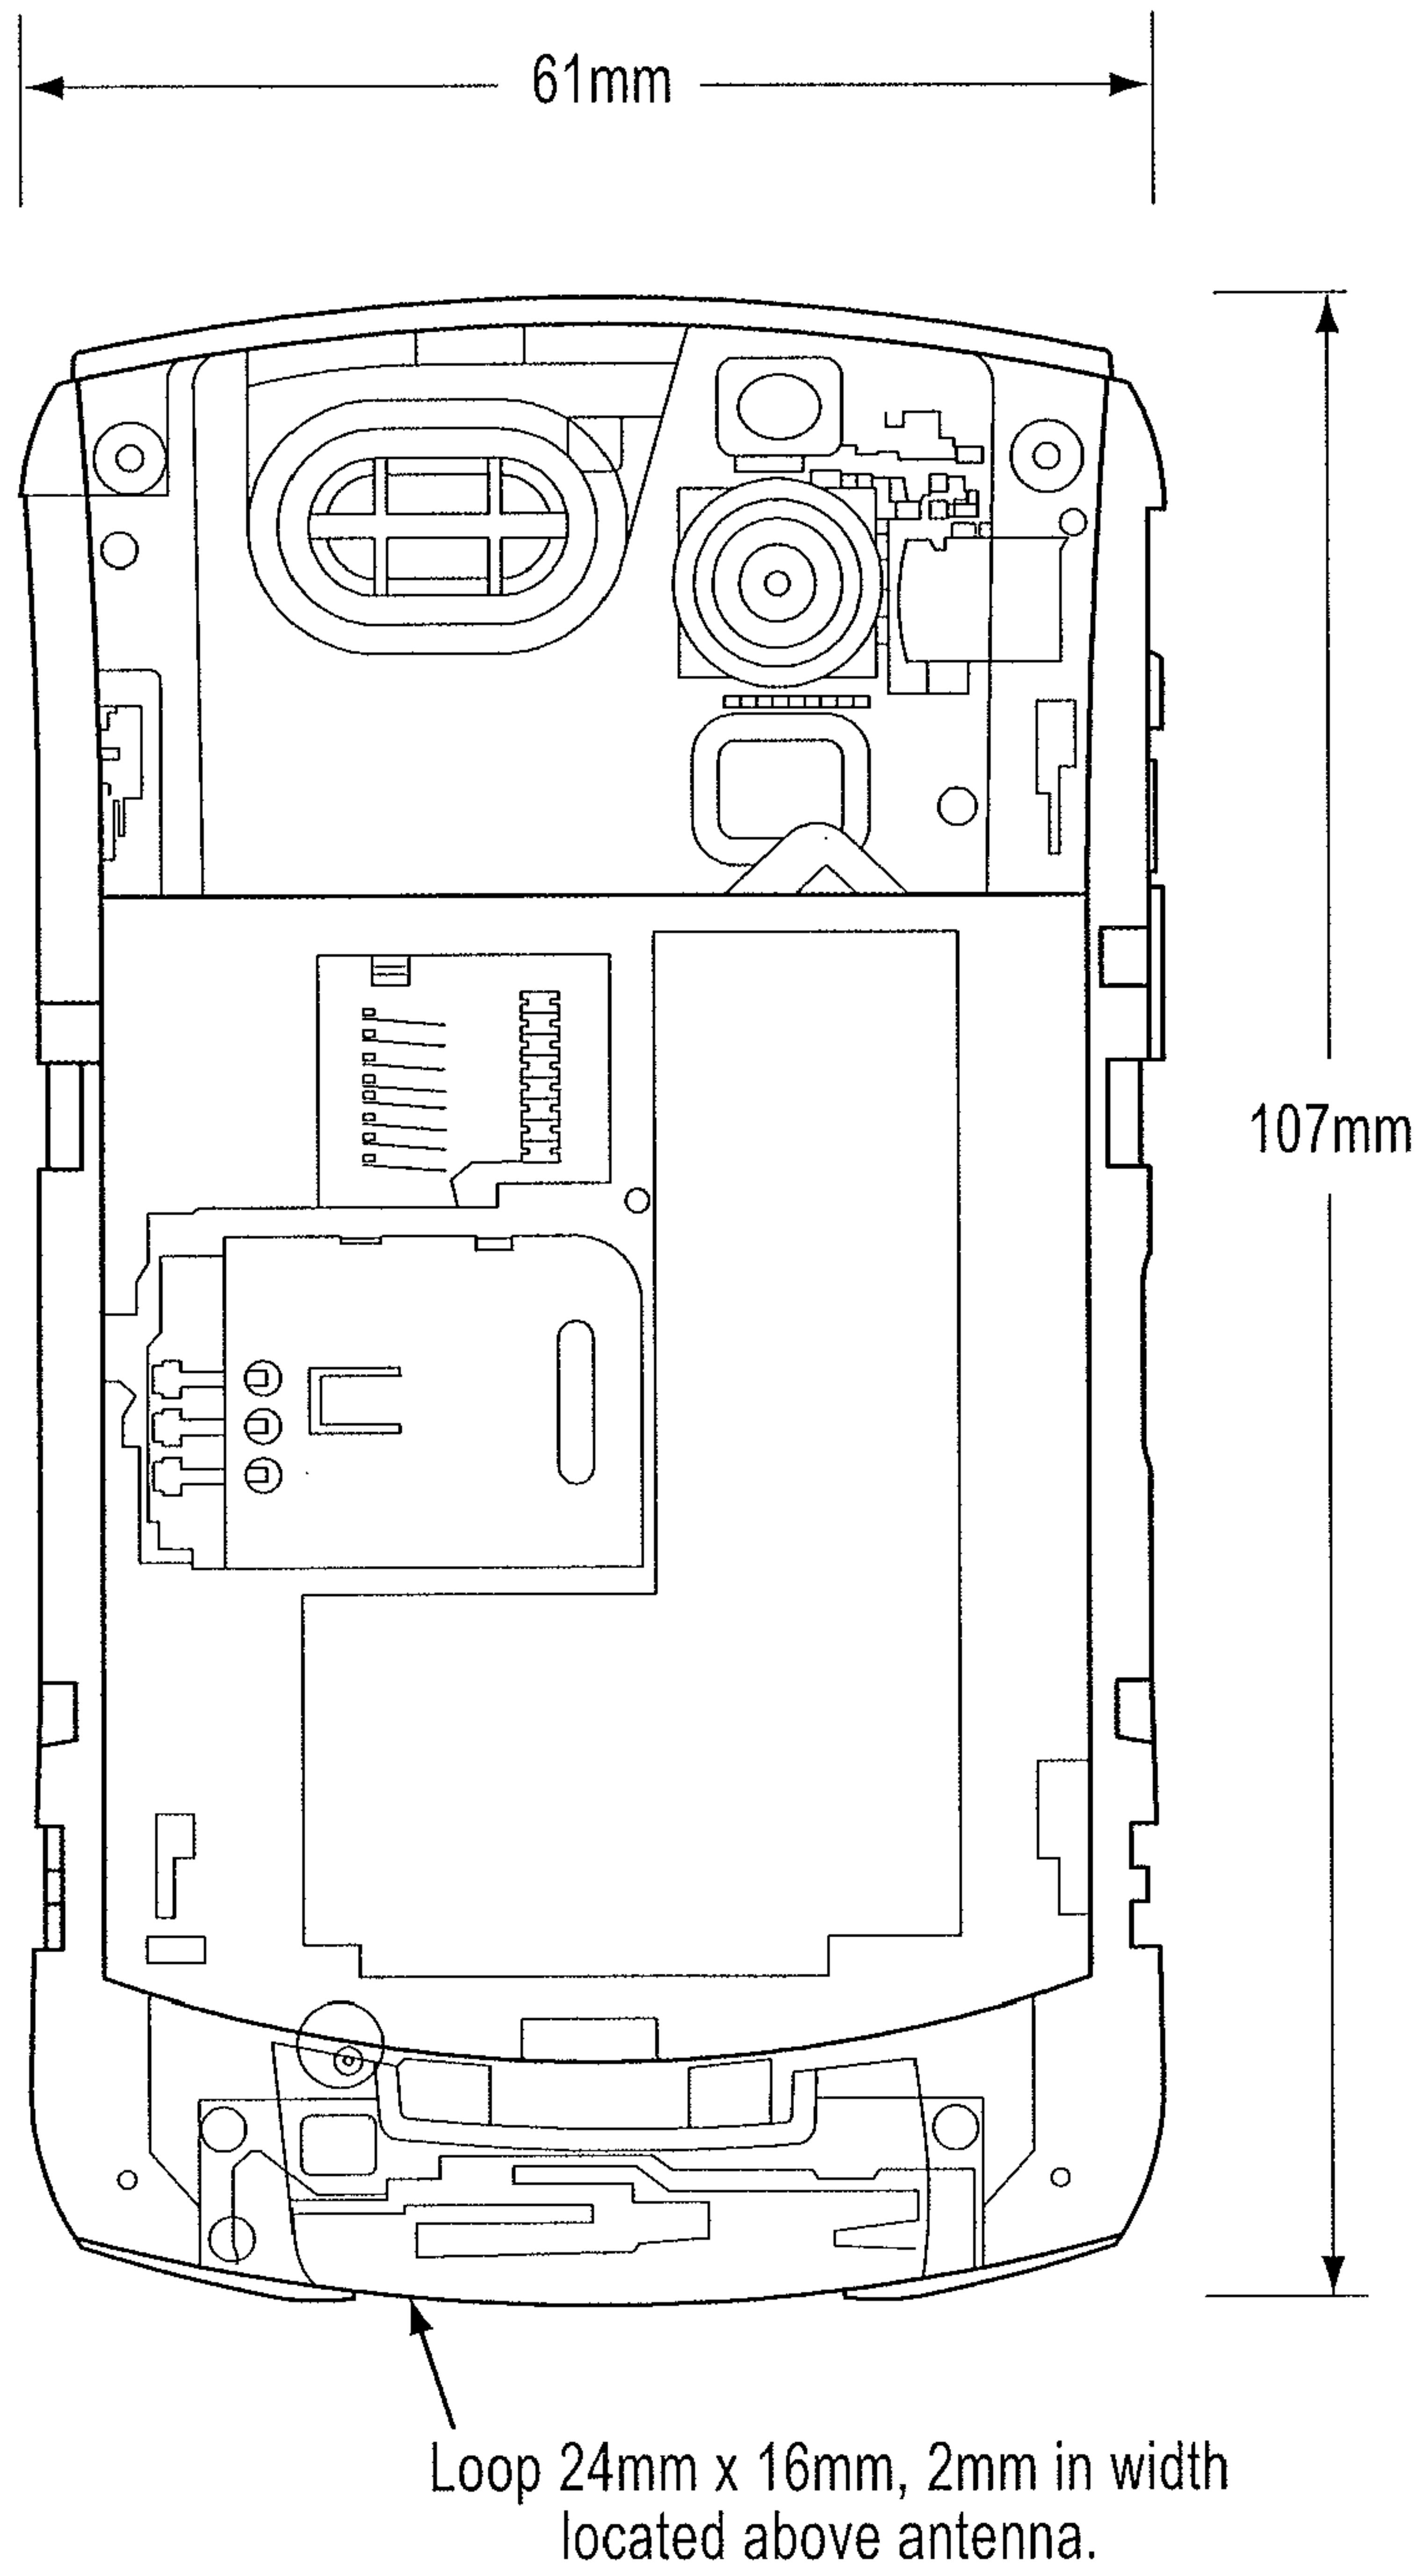 61mm
107mm
Loop 24mm x 16mm, 2mm in width
located above antenna.